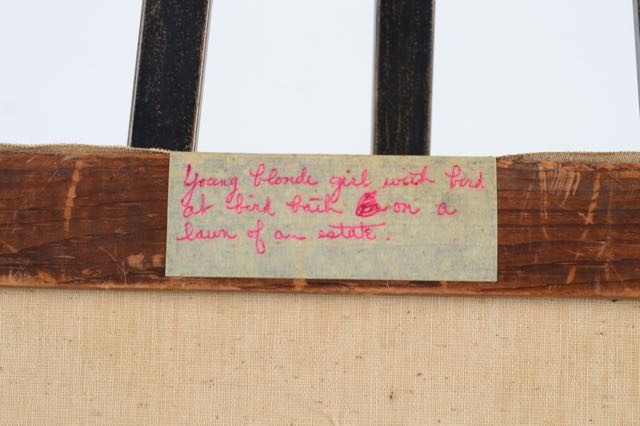 Young blonde girl with bird
at bird bath on a
lawn of an estate.